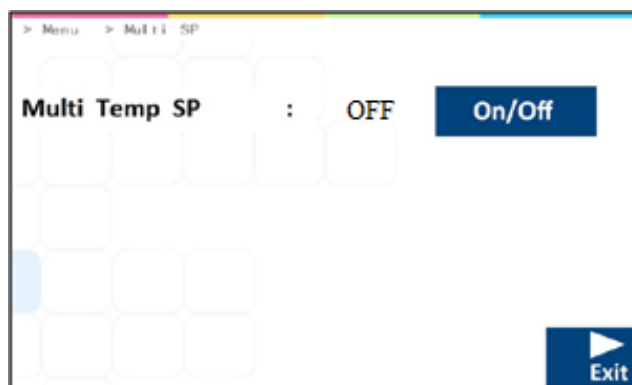 > Menu > Multi SP
Multi Temp SP : OFF On/Off
Exit